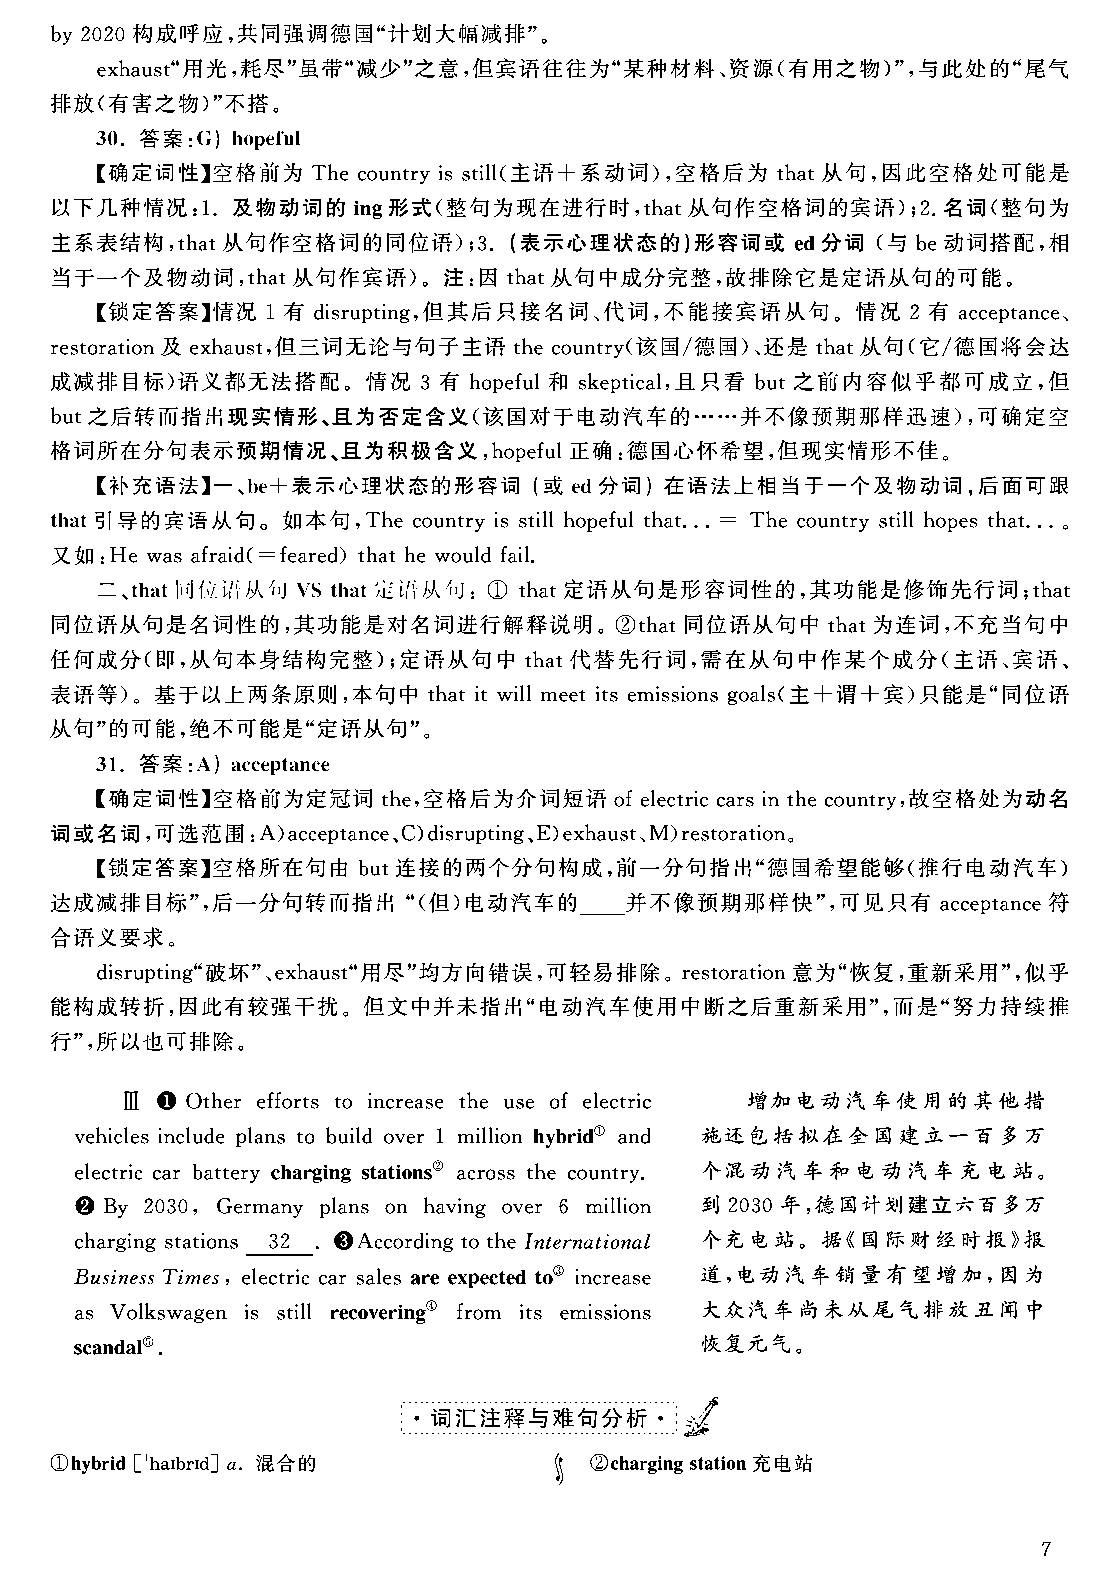 by 2020 构成呼应,共同强调德国“计划大幅减排”。
exhaust“用光,耗尽”虽带“减少”之意,但宾语往往为“某种材料、资源(有用之物)”,与此处的“尾气
排放(有害之物)”不搭。
30. 答案:G) hopeful
【确定词性】空格前为 The country is still(主语+系动词),空格后为 that 从句,因此空格处可能是
以下几种情况:1. 及物动词的 ing 形式(整句为现在进行时,that 从句作空格词的宾语);2. 名词(整句为
主系表结构,that 从句作空格词的同位语);3. (表示心理状态的)形容词或 ed 分词 (与 be 动词搭配,相
当于一个及物动词,that 从句作宾语)。注:因 that 从句中成分完整,故排除它是定语从句的可能。
【锁定答案】情况 1 有 disrupting,但其后只接名词、代词,不能接宾语从句。情况 2 有 acceptance、
restoration 及 exhaust,但三词无论与句子主语 the country(该国/德国)、还是 that 从句(它/德国将会达
成减排目标)语义都无法搭配。情况 3 有 hopeful 和 skeptical,且只看 but 之前内容似乎都可成立,但
but 之后转而指出现实情形、且为否定含义(该国对于电动汽车的……并不像预期那样迅速),可确定空
格词所在分句表示预期情况、且为积极含义,hopeful 正确:德国心怀希望,但现实情形不佳。
【补充语法】一、be+表示心理状态的形容词 (或 ed 分词) 在语法上相当于一个及物动词,后面可跟
that 引导的宾语从句。如本句,The country is still hopeful that... = The country still hopes that...。
又如:He was afraid(=feared) that he would fail.
二、that 同位语从句 VS that 定语从句: ① that 定语从句是形容词性的,其功能是修饰先行词;that
同位语从句是名词性的,其功能是对名词进行解释说明。②that 同位语从句中 that 为连词,不充当句中
任何成分(即,从句本身结构完整);定语从句中 that 代替先行词,需在从句中作某个成分(主语、宾语、
表语等)。基于以上两条原则,本句中 that it will meet its emissions goals(主+谓+宾)只能是“同位语
从句”的可能,绝不可能是“定语从句”。
31. 答案:A) acceptance
【确定词性】空格前为定冠词 the,空格后为介词短语 of electric cars in the country,故空格处为动名
词或名词,可选范围:A)acceptance、C)disrupting、E)exhaust、M)restoration。
【锁定答案】空格所在句由 but 连接的两个分句构成,前一分句指出“德国希望能够(推行电动汽车)
达成减排目标”,后一分句转而指出 “(但)电动汽车的____并不像预期那样快”,可见只有 acceptance 符
合语义要求。
disrupting“破坏”、exhaust“用尽”均方向错误,可轻易排除。restoration 意为“恢复,重新采用”,似乎
能构成转折,因此有较强干扰。但文中并未指出“电动汽车使用中断之后重新采用”,而是“努力持续推
行”,所以也可排除。
Ⅲ ❶ Other efforts to increase the use of electric
vehicles include plans to build over 1 million hybrid① and
electric car battery charging stations② across the country.
❷ By 2030, Germany plans on having over 6 million
charging stations 32 . ❸According to the International
Business Times, electric car sales are expected to③ increase
as Volkswagen is still recovering④ from its emissions
scandal⑤.
增加电动汽车使用的其他措
施还包括拟在全国建立一百多万
个混动汽车和电动汽车充电站。
到 2030 年,德国计划建立六百多万
个充电站。据《国际财经时报》报
道,电动汽车销量有望增加,因为
大众汽车尚未从尾气排放丑闻中
恢复元气。
·词汇注释与难句分析·
①hybrid [ˈhaɪbrɪd] a. 混合的
②charging station 充电站
7